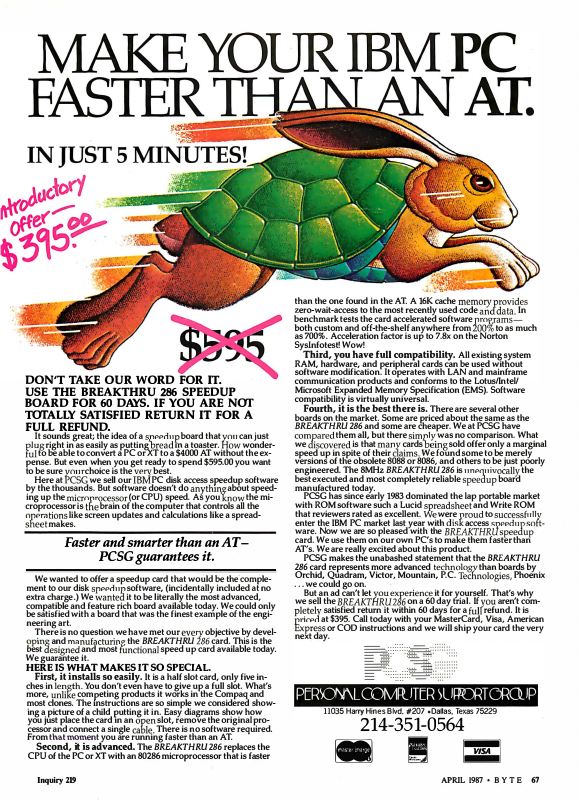 MAKE YOUR IBM PC
FASTER THAN AN AT.
IN JUST 5 MINUTES!
ntroductory
offer—
$395.00
$595
DON'T TAKE OUR WORD FOR IT.
USE THE BREAKTHRU 286 SPEEDUP
BOARD FOR 60 DAYS. IF YOU ARE NOT
TOTALLY SATISFIED RETURN IT FOR A
FULL REFUND.
It sounds great; the idea of a speedup board that you can just
plug right in as easily as putting bread in a toaster. How wonder-
ful to be able to convert a PC or XT to a $4000 AT without the ex-
pense. But even when you get ready to spend $595.00 you want
to be sure your choice is the very best.
Here at PCSG we sell our IBM PC disk access speedup software
by the thousands. But software doesn't do anything about speed-
ing up the microprocessor (or CPU) speed. As you know the mi-
croprocessor is the brain of the computer that controls all the
operations like screen updates and calculations like a spread-
sheet makes.
Faster and smarter than an AT–
PCSG guarantees it.
We wanted to offer a speedup card that would be the comple-
ment to our disk speedup software, (incidentally included at no
extra charge.) We wanted it to be literally the most advanced,
compatible and feature rich board available today. We could only
be satisfied with a board that was the finest example of the engi-
neering art.
There is no question we have met our every objective by devel-
oping and manufacturing the BREAKTHRU 286 card. This is the
best designed and most functional speed up card available today.
We guarantee it.
HERE IS WHAT MAKES IT SO SPECIAL.
First, it installs so easily. It is a half slot card, only five in-
ches in length. You don't even have to give up a full slot. What's
more, unlike competing products it works in the Compaq and
most clones. The instructions are so simple we considered show-
ing a picture of a child putting it in. Easy diagrams show how
you just place the card in an open slot, remove the original pro-
cessor and connect a single cable. There is no software required.
From that moment you are running faster than an AT.
Second, it is advanced. The BREAKTHRU 286 replaces the
CPU of the PC or XT with an 80286 microprocessor that is faster
than the one found in the AT. A 16K cache memory provides
zero-wait-access to the most recently used code and data. In
benchmark tests the card accelerated software programs—
both custom and off-the-shelf anywhere from 200% to as much
as 700%. Acceleration factor is up to 7.8x on the Norton
SysInfotest! Wow!
Third, you have full compatibility. All existing system
RAM, hardware, and peripheral cards can be used without
software modification. It operates with LAN and mainframe
communication products and conforms to the Lotus/Intel/
Microsoft Expanded Memory Specification (EMS). Software
compatibility is virtually universal.
Fourth, it is the best there is. There are several other
boards on the market. Some are priced about the same as the
BREAKTHRU 286 and some are cheaper. We at PCSG have
compared them all, but there simply was no comparison. What
we discovered is that many cards being sold offer only a marginal
speed up in spite of their claims. We found some to be merely
versions of the obsolete 8088 or 8086, and others to be just poorly
engineered. The 8MHz BREAKTHRU 286 is unequivocally the
best executed and most completely reliable speedup board
manufactured today.
PCSG has since early 1983 dominated the lap portable market
with ROM software such a Lucid spreadsheet and Write ROM
that reviewers rated as excellent. We were proud to successfully
enter the IBM PC market last year with disk access speedup soft-
ware. Now we are so pleased with the BREAKTHRU speedup
card. We use them on our own PC's to make them faster than
AT's. We are really excited about this product.
PCSG makes the unabashed statement that the BREAKTHRU
286 card represents more advanced technology than boards by
Orchid, Quadram, Victor, Mountain, P.C. Technologies, Phoenix
. . . we could go on.
But an ad can't let you experience it for yourself. That's why
we sell the BREAKTHRU 286 on a 60 day trial. If you aren't com-
pletely satisfied return it within 60 days for a full refund. It is
priced at $395. Call today with your MasterCard, Visa, American
Express or COD instructions and we will ship your card the very
next day.
PCSG
PERSONAL COMPUTER SUPPORT GROUP
11035 Harry Hines Blvd. #207 • Dallas, Texas 75229
214-351-0564
master charge
VISA
Inquiry 219
APRIL 1987 • BYTE 67